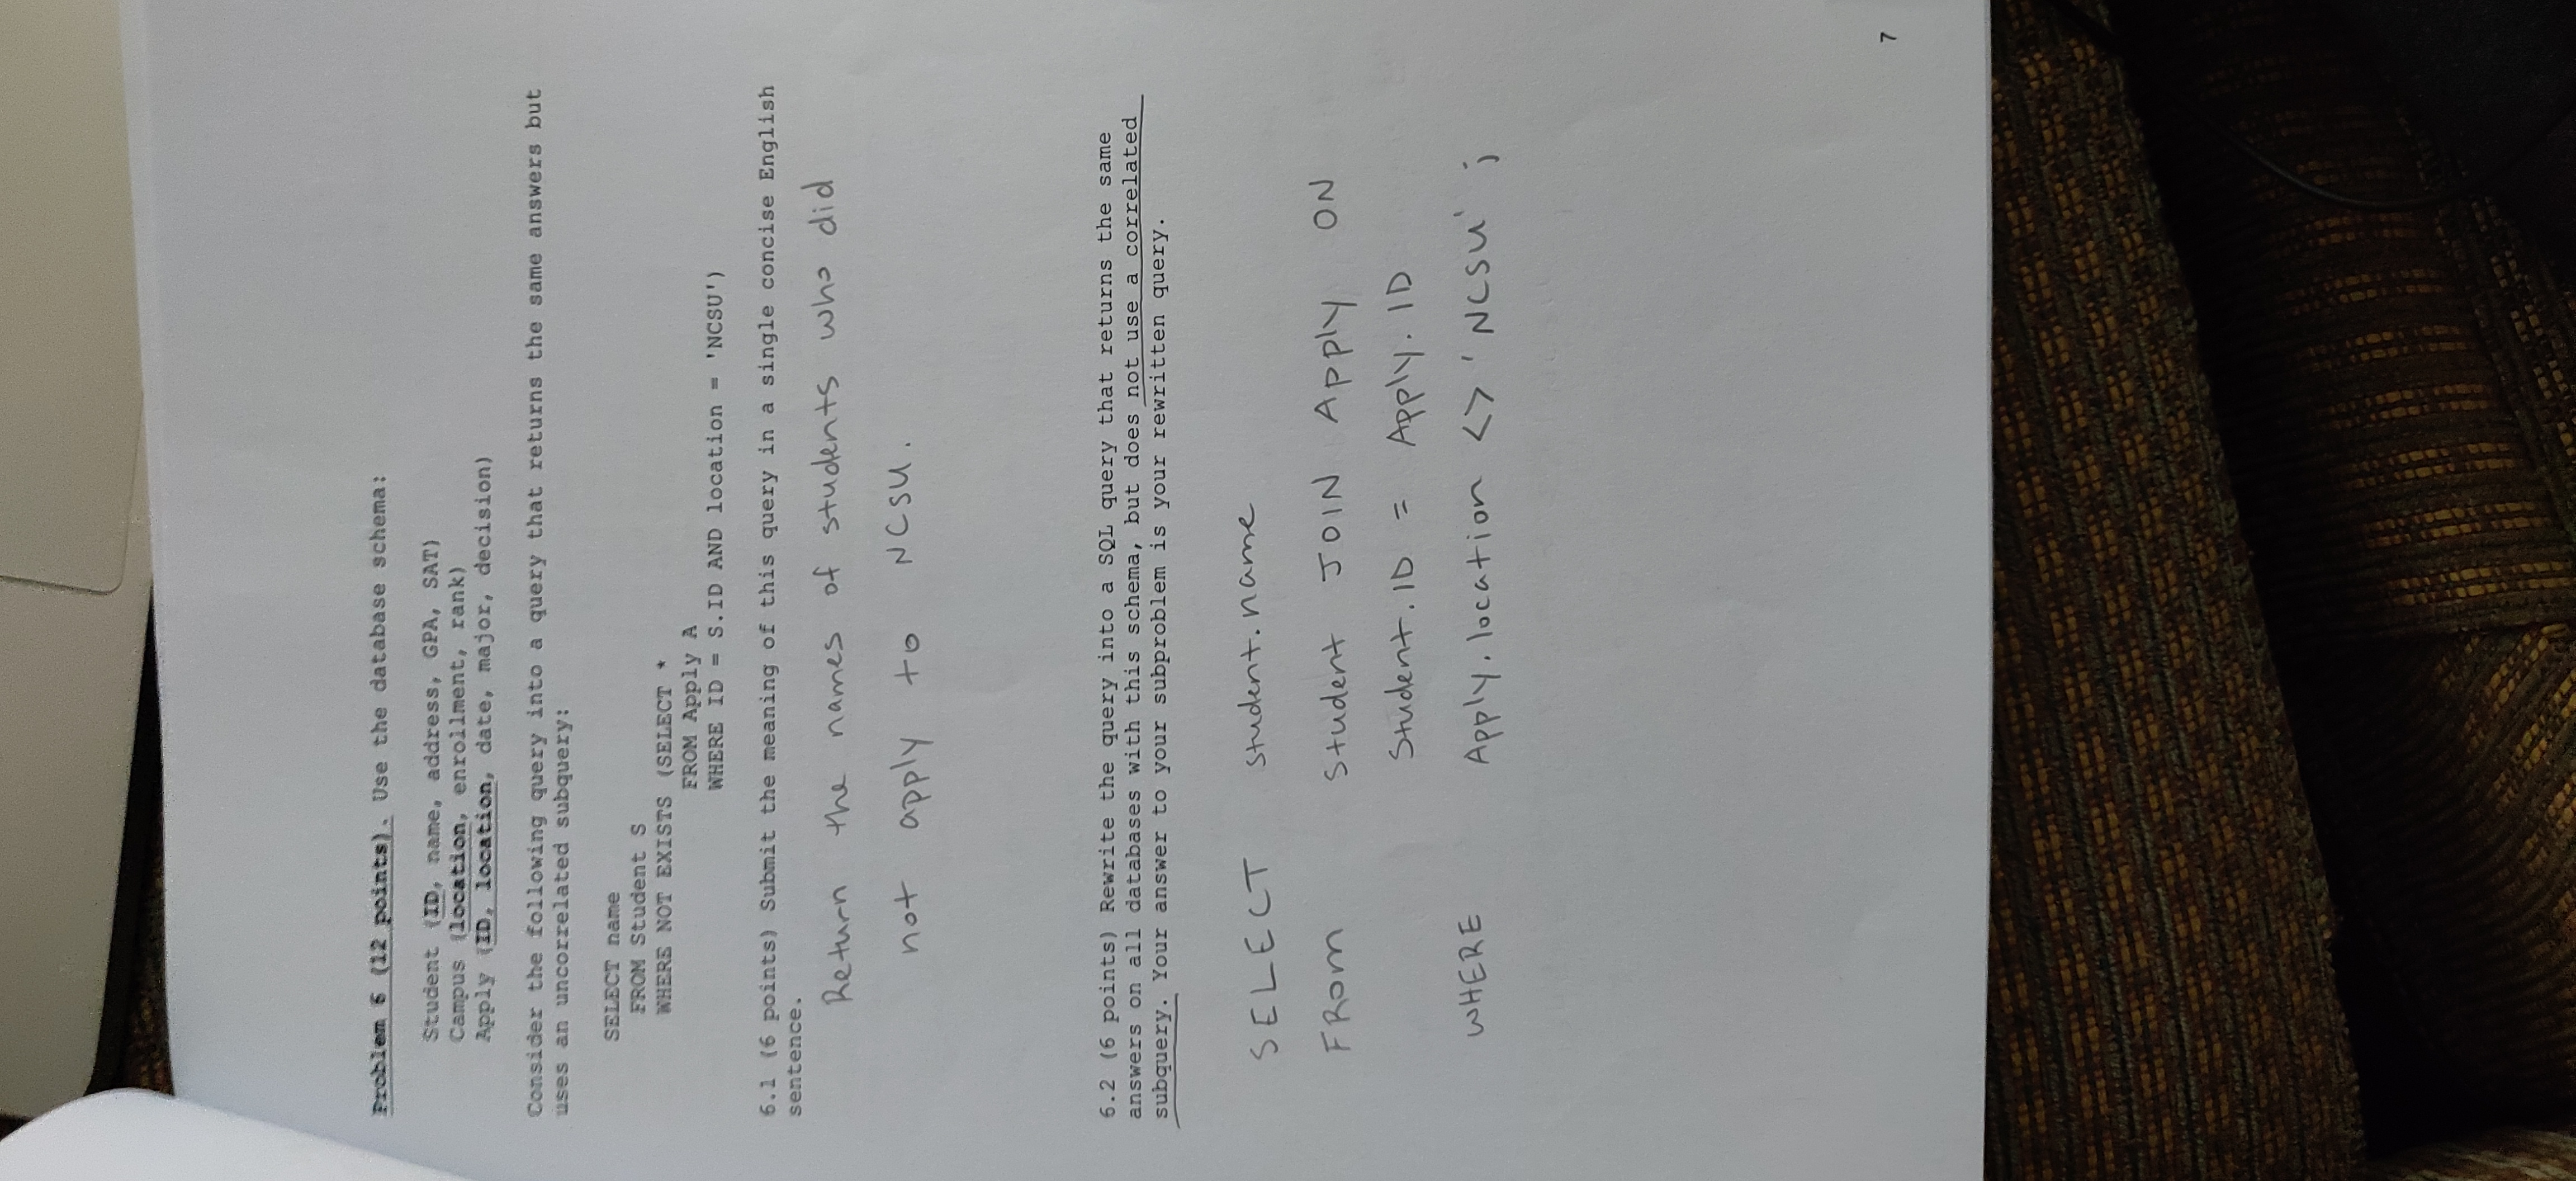 Problem 6 (12 points). Use the database schema:
Student (ID, name, address, GPA, SAT)
Campus (location, enrollment, rank)
Apply (ID, location, date, major, decision)
Consider the following query into a query that returns the same answers but
uses an uncorrelated subquery:
SELECT name
FROM Student S
WHERE NOT EXISTS (SELECT *
FROM Apply A
WHERE ID = S.ID AND location = 'NCSU')
6.1 (6 points) Submit the meaning of this query in a single concise English
sentence.
Return the names of students who did
not apply to NCSU.
6.2 (6 points) Rewrite the query into a SQL query that returns the same
answers on all databases with this schema, but does not use a correlated
subquery. Your answer to your subproblem is your rewritten query.
SELECT Student.name
FROM Student JOIN Apply ON
Student.ID = Apply.ID
WHERE Apply.location <> 'NCSU';
7